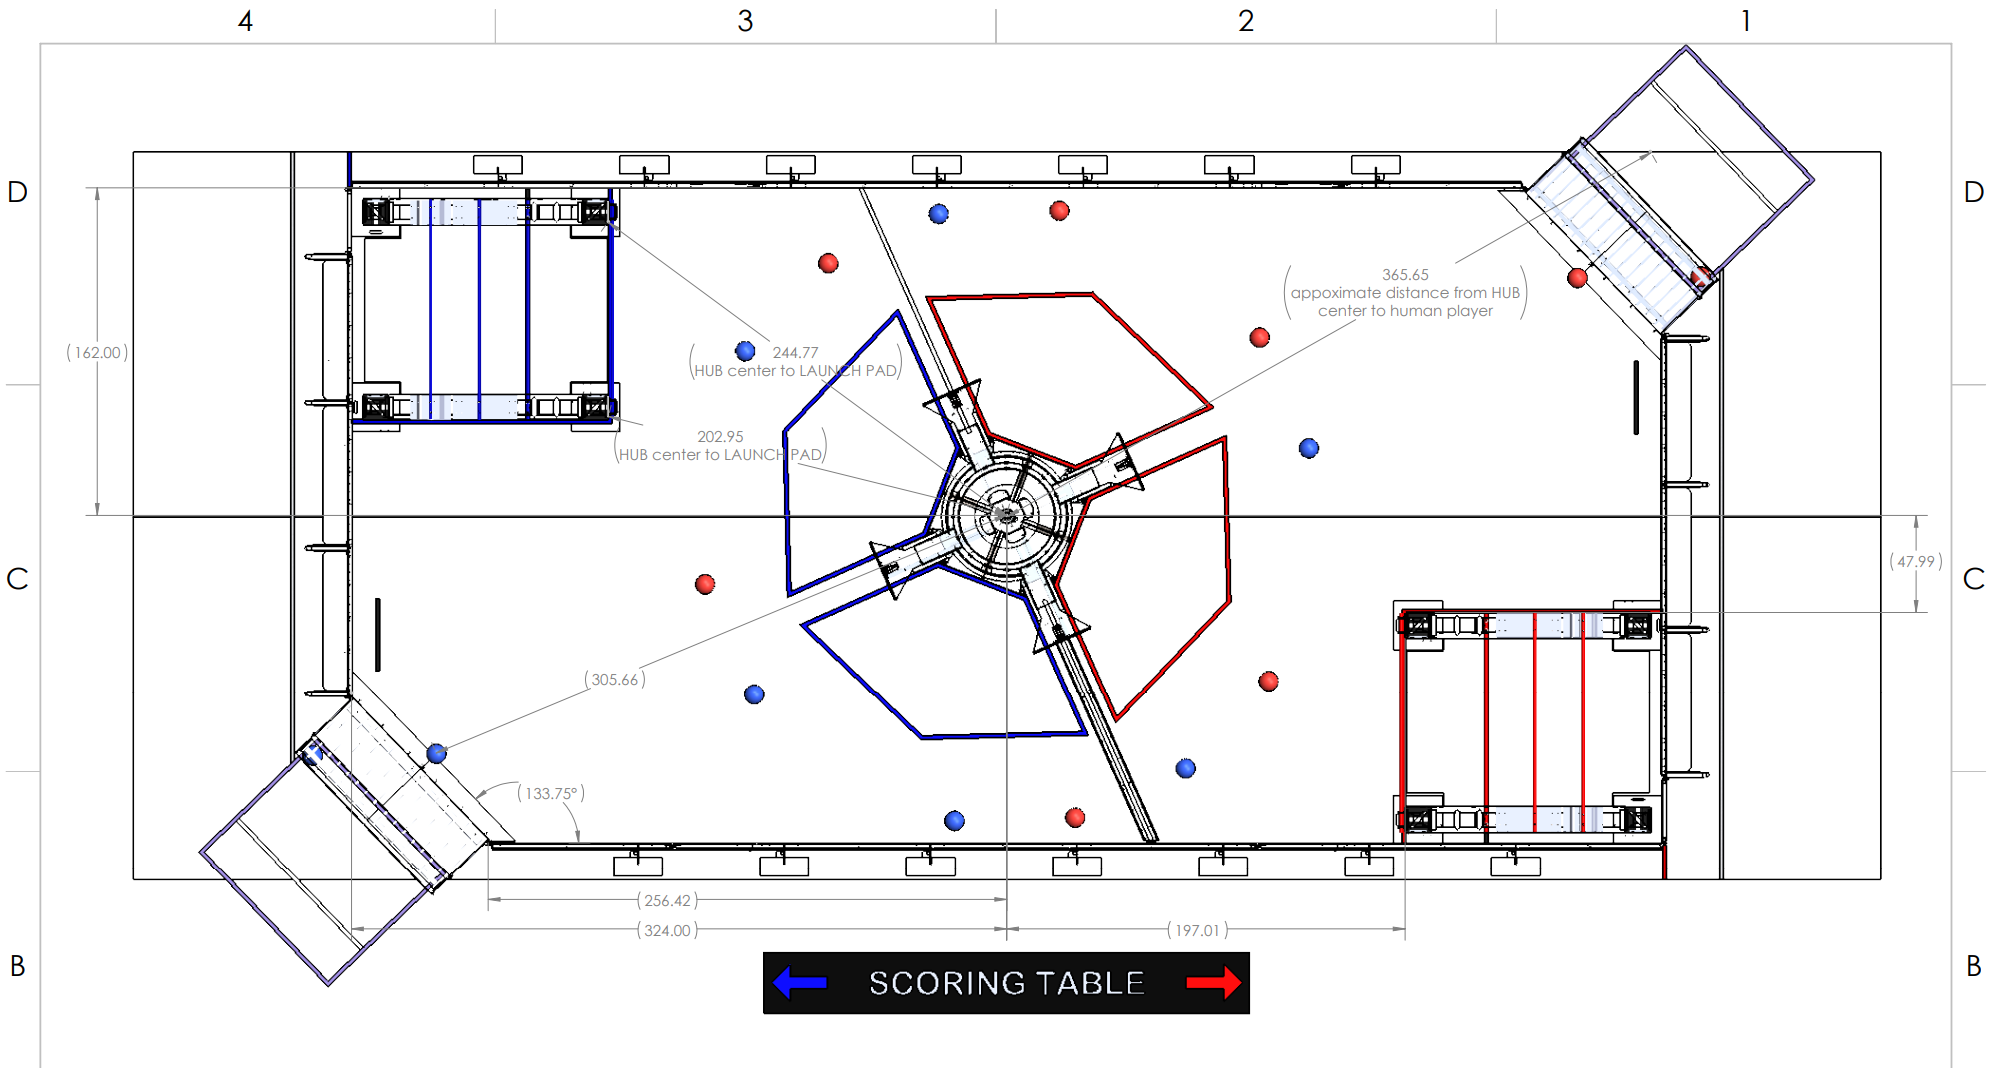 4 3 2 1
D D
365.65
appoximate distance from HUB
center to human player
(162.00)
244.77
(HUB center to LAUNCH PAD)
202.95
(HUB center to LAUNCH PAD)
(47.99)
C C
(305.66)
(133.75°)
(256.42)
(324.00) (197.01)
B B
SCORING TABLE